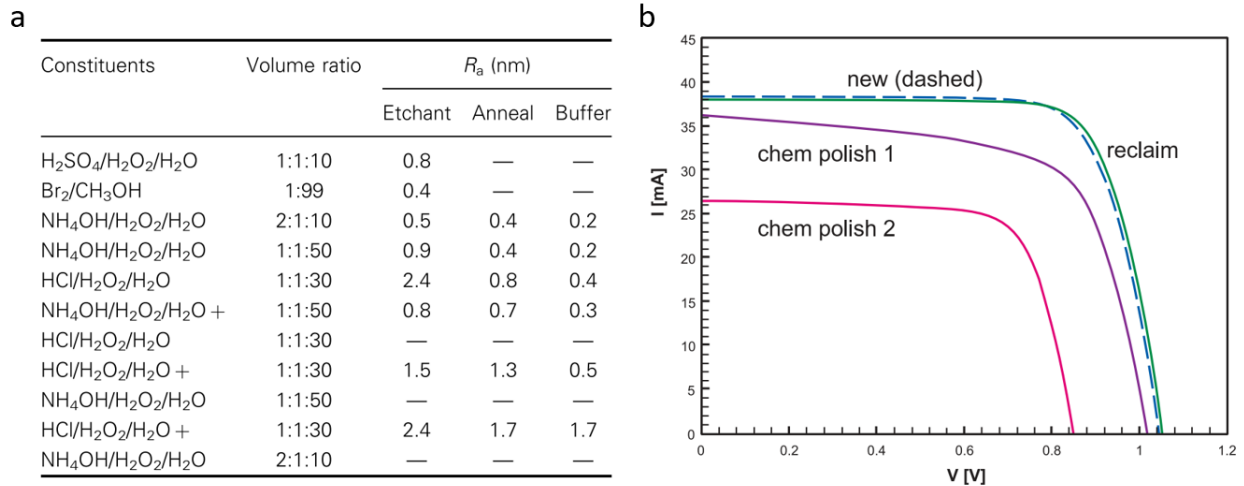 a
Constituents Volume ratio Rₐ (nm)
Etchant Anneal Buffer
H₂SO₄/H₂O₂/H₂O 1:1:10 0.8 — —
Br₂/CH₃OH 1:99 0.4 — —
NH₄OH/H₂O₂/H₂O 2:1:10 0.5 0.4 0.2
NH₄OH/H₂O₂/H₂O 1:1:50 0.9 0.4 0.2
HCl/H₂O₂/H₂O 1:1:30 2.4 0.8 0.4
NH₄OH/H₂O₂/H₂O + 1:1:50 0.8 0.7 0.3
HCl/H₂O₂/H₂O 1:1:30 — — —
HCl/H₂O₂/H₂O + 1:1:30 1.5 1.3 0.5
NH₄OH/H₂O₂/H₂O 1:1:50 — — —
HCl/H₂O₂/H₂O + 1:1:30 2.4 1.7 1.7
NH₄OH/H₂O₂/H₂O 2:1:10 — — —
b
45
40
35
30
25
20
15
10
5
0
I [mA]
new (dashed)
reclaim
chem polish 1
chem polish 2
0 0.2 0.4 0.6 0.8 1 1.2
V [V]